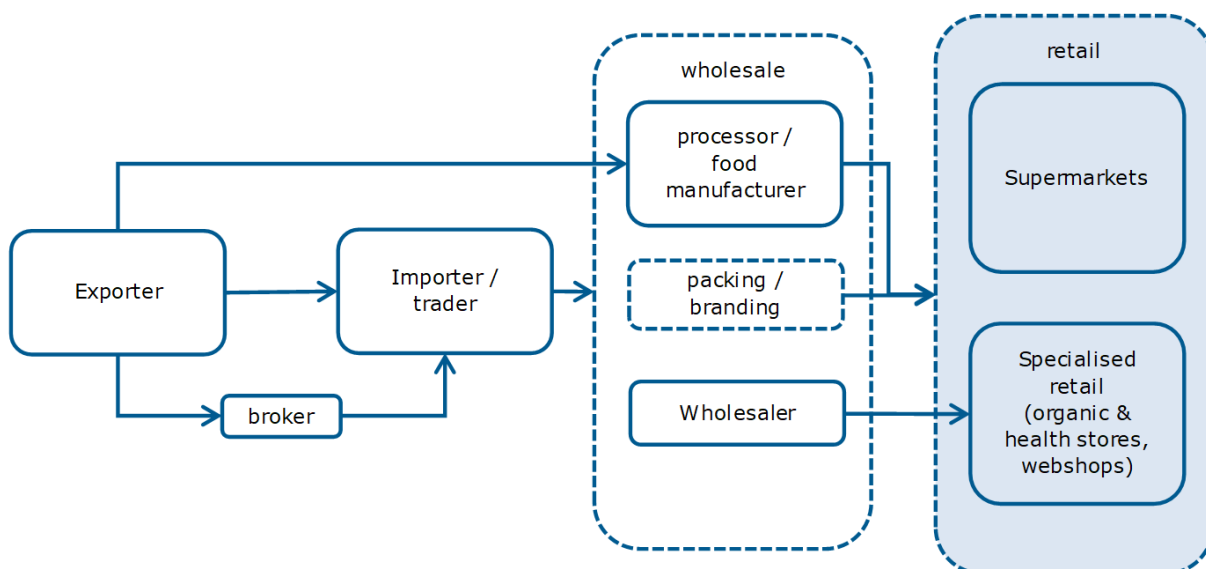 wholesale
retail
processor /
food
manufacturer
Supermarkets
Exporter
Importer /
trader
packing /
branding
broker
Wholesaler
Specialised
retail
(organic &
health stores,
webshops)